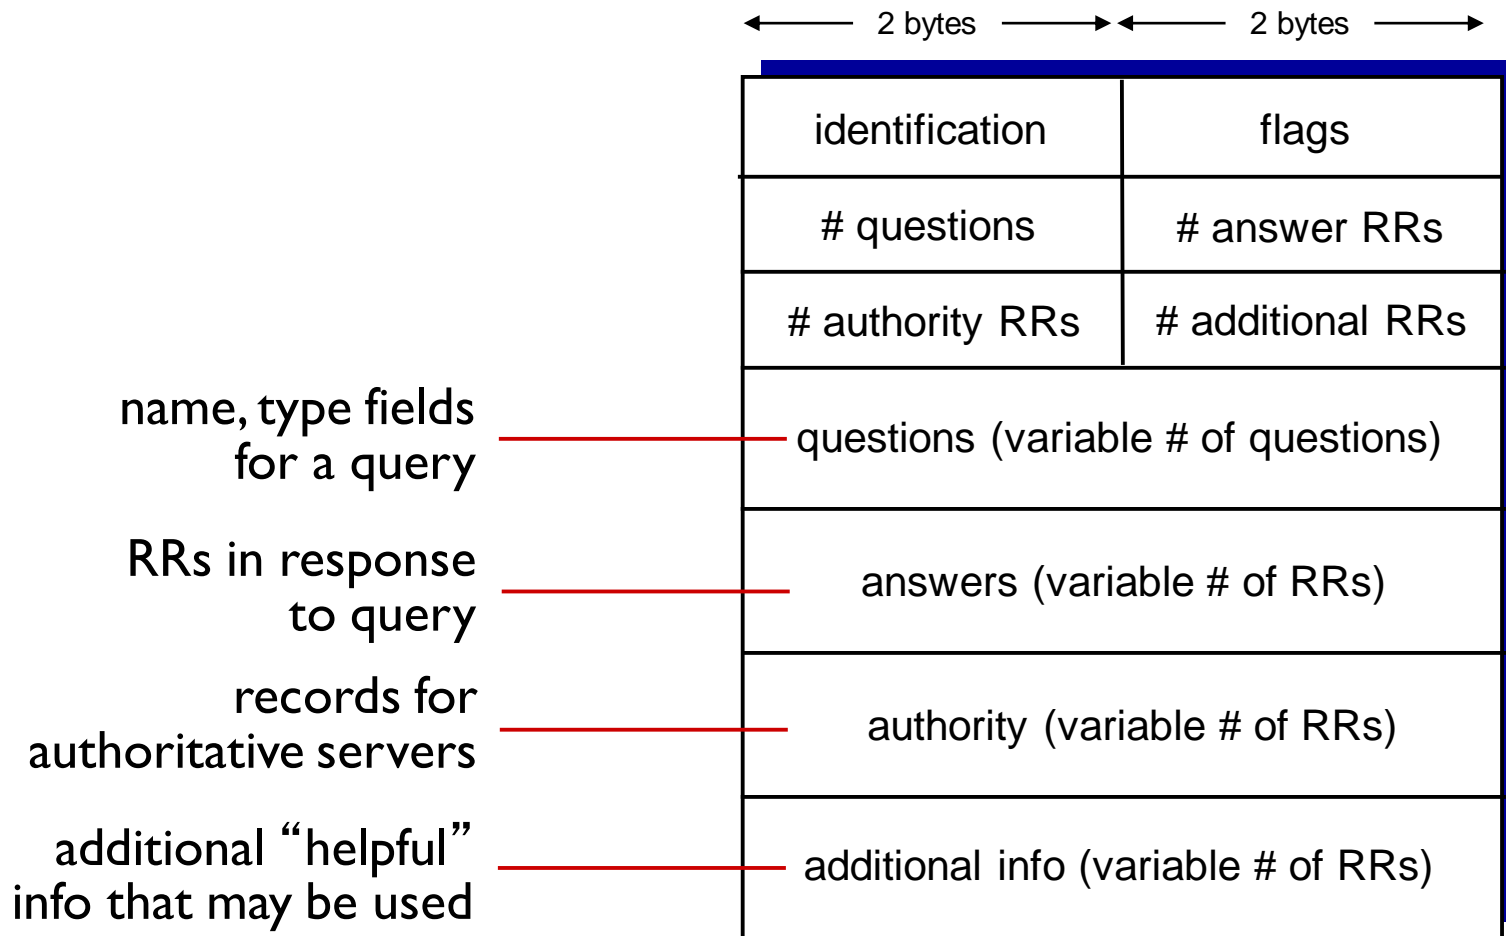 2 bytes 2 bytes
identification flags
# questions # answer RRs
# authority RRs # additional RRs
name, type fields
for a query
questions (variable # of questions)
RRs in response
to query
answers (variable # of RRs)
records for
authoritative servers
authority (variable # of RRs)
additional “helpful”
info that may be used
additional info (variable # of RRs)